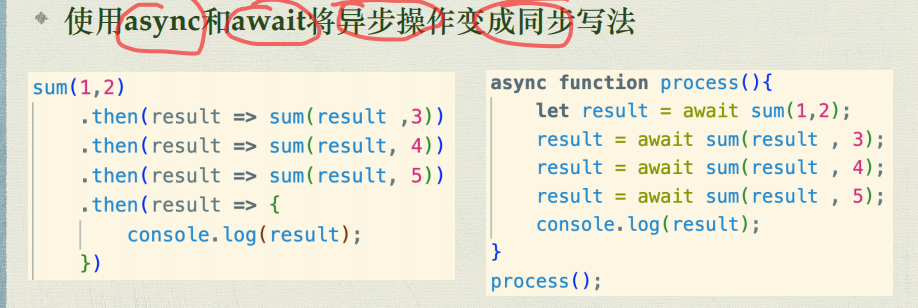 使用async和await将异步操作变成同步写法
sum(1,2)
.then(result => sum(result ,3))
.then(result => sum(result, 4))
.then(result => sum(result, 5))
.then(result => {
console.log(result);
})
async function process(){
let result = await sum(1,2);
result = await sum(result , 3);
result = await sum(result , 4);
result = await sum(result , 5);
console.log(result);
}
process();